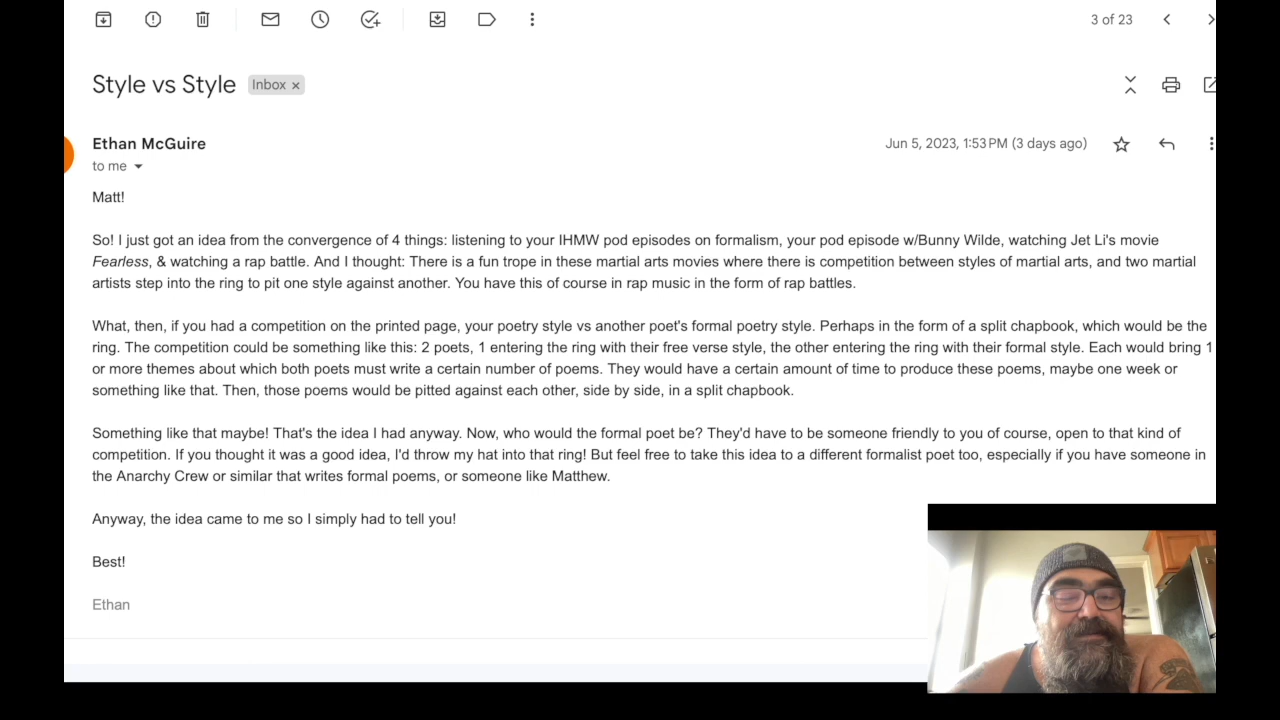 3 of 23
Style vs Style Inbox ×
Ethan McGuire
Jun 5, 2023, 1:53 PM (3 days ago)
to me
Matt!
So! I just got an idea from the convergence of 4 things: listening to your IHMW pod episodes on formalism, your pod episode w/Bunny Wilde, watching Jet Li's movie
Fearless, & watching a rap battle. And I thought: There is a fun trope in these martial arts movies where there is competition between styles of martial arts, and two martial
artists step into the ring to pit one style against another. You have this of course in rap music in the form of rap battles.
What, then, if you had a competition on the printed page, your poetry style vs another poet's formal poetry style. Perhaps in the form of a split chapbook, which would be the
ring. The competition could be something like this: 2 poets, 1 entering the ring with their free verse style, the other entering the ring with their formal style. Each would bring 1
or more themes about which both poets must write a certain number of poems. They would have a certain amount of time to produce these poems, maybe one week or
something like that. Then, those poems would be pitted against each other, side by side, in a split chapbook.
Something like that maybe! That's the idea I had anyway. Now, who would the formal poet be? They'd have to be someone friendly to you of course, open to that kind of
competition. If you thought it was a good idea, I'd throw my hat into that ring! But feel free to take this idea to a different formalist poet too, especially if you have someone in
the Anarchy Crew or similar that writes formal poems, or someone like Matthew.
Anyway, the idea came to me so I simply had to tell you!
Best!
Ethan